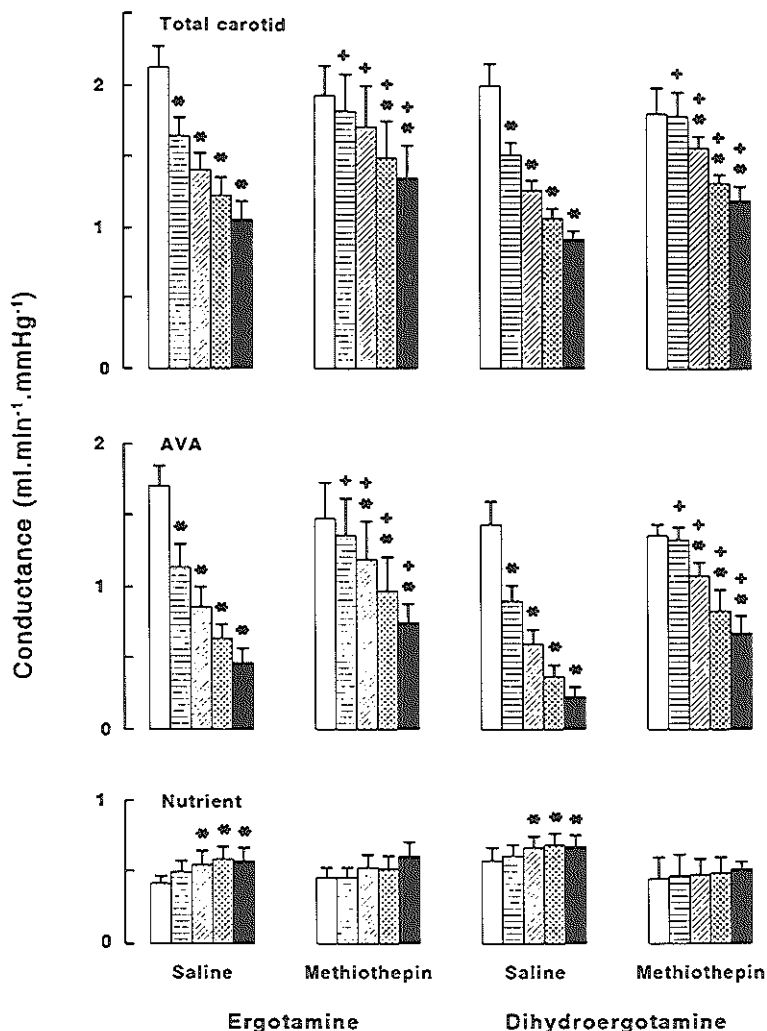 Total carotid
2
1
0
Conductance (ml.min⁻¹.mmHg⁻¹)
AVA
2
1
0
Nutrient
1
0
Saline Methiothepin Saline Methiothepin
Ergotamine Dihydroergotamine